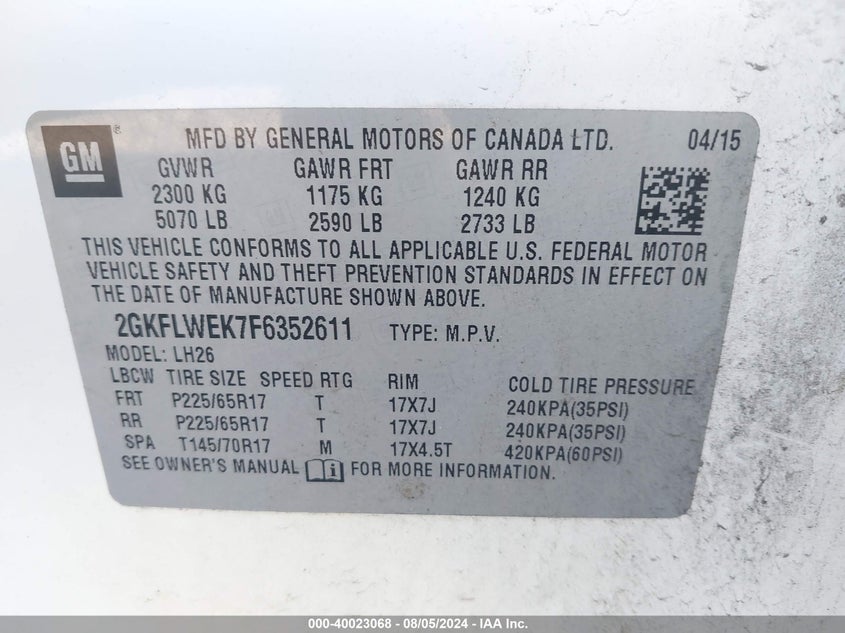 GM ®
MFD BY GENERAL MOTORS OF CANADA LTD. 04/15
GVWR GAWR FRT GAWR RR
2300 KG 1175 KG 1240 KG
5070 LB 2590 LB 2733 LB
THIS VEHICLE CONFORMS TO ALL APPLICABLE U.S. FEDERAL MOTOR
VEHICLE SAFETY AND THEFT PREVENTION STANDARDS IN EFFECT ON
THE DATE OF MANUFACTURE SHOWN ABOVE.
2GKFLWEK7F6352611 TYPE: M.P.V.
MODEL: LH26
LBCW TIRE SIZE SPEED RTG RIM COLD TIRE PRESSURE
FRT P225/65R17 T 17X7J 240KPA(35PSI)
RR P225/65R17 T 17X7J 240KPA(35PSI)
SPA T145/70R17 M 17X4.5T 420KPA(60PSI)
SEE OWNER'S MANUAL i FOR MORE INFORMATION.
000-40023068 - 08/05/2024 - IAA Inc.